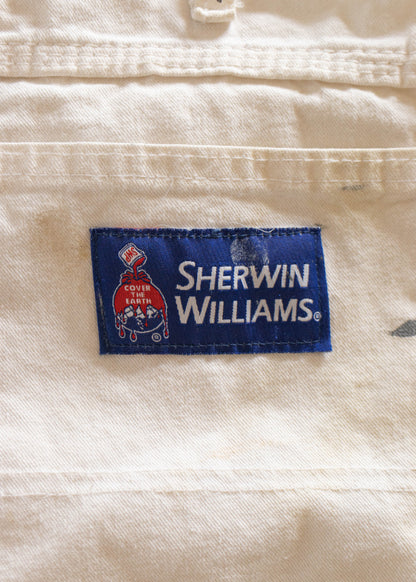 SWP
COVER
THE
EARTH
®
SHERWIN
WILLIAMS®